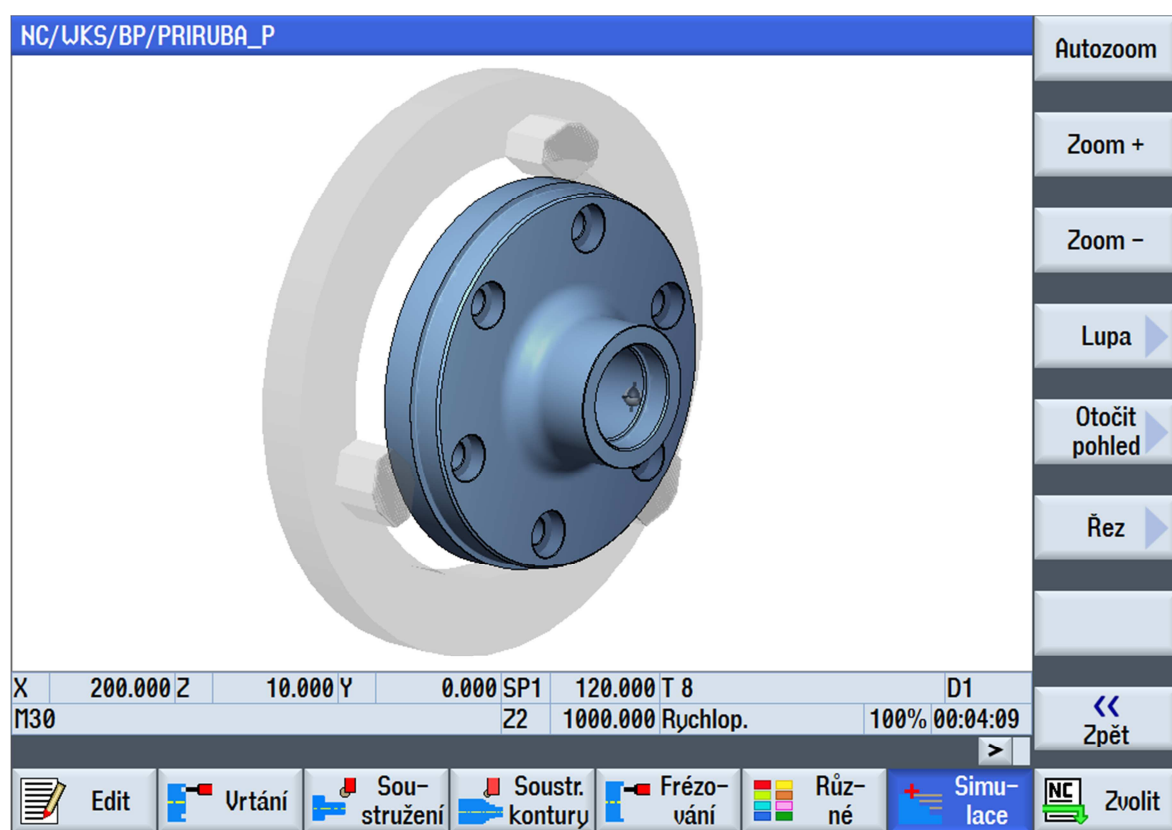 NC/WKS/BP/PRIRUBA_P
Autozoom
Zoom +
Zoom -
Lupa
Otočit
pohled
Řez
X 200.000 Z 10.000 Y 0.000 SP1 120.000 T 8 D1
M30 Z2 1000.000 Rychlop. 100% 00:04:09
<<
Zpět
>
Edit
Vrtání
Sou-
stružení
Soustr.
kontury
Frézo-
vání
Růz-
né
Simu-
lace
NC
Zvolit